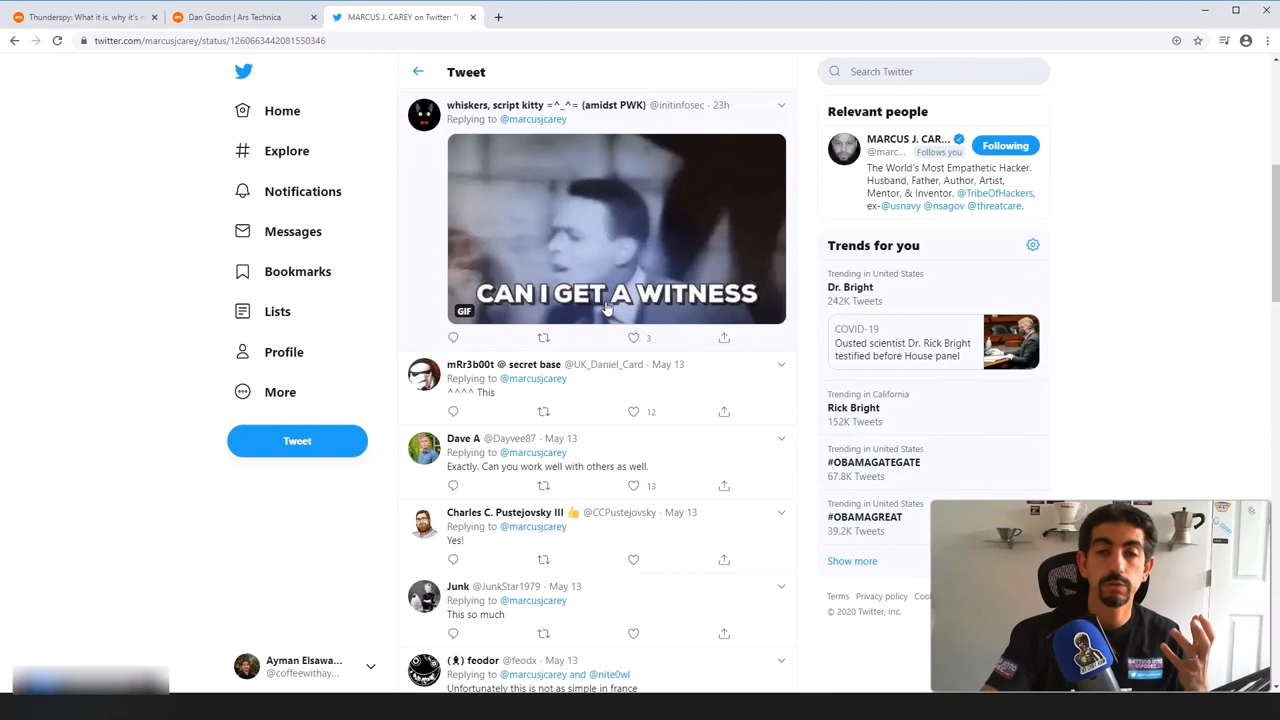 Thunderspy: What it is, why it's m
Dan Goodin | Ars Technica
MARCUS J. CAREY on Twitter: "I
twitter.com/marcusjcarey/status/1260663442081550346
Home
Explore
Notifications
Messages
Bookmarks
Lists
Profile
More
Tweet
Ayman Elsawa...
@coffeewithay...
Tweet
whiskers, script kitty =^_^= {amidst PWK} @initinfosec · 23h
Replying to @marcusjcarey
CAN I GET A WITNESS
GIF
3
mRr3b00t @ secret base @UK_Daniel_Card · May 13
Replying to @marcusjcarey
^^^^ This
12
Dave A @Dayvee87 · May 13
Replying to @marcusjcarey
Exactly. Can you work well with others as well.
13
Charles C. Pustejovsky III 👍 @CCPustejovsky · May 13
Replying to @marcusjcarey
Yes!
Junk @JunkStar1979 · May 13
Replying to @marcusjcarey
This so much
feodor @feodx · May 13
Replying to @marcusjcarey and @nite0wl
Unfortunately this is not as simple in france
Search Twitter
Relevant people
MARCUS J. CAR...
@marc... Follows you
Following
The World's Most Empathetic Hacker.
Husband, Father, Author, Artist,
Mentor, & Inventor. @TribeOfHackers,
ex-@usnavy @nsagov @threatcare.
Trends for you
Trending in United States
Dr. Bright
242K Tweets
COVID-19
Ousted scientist Dr. Rick Bright
testified before House panel
Trending in California
Rick Bright
152K Tweets
Trending in United States
#OBAMAGATEGATE
67.8K Tweets
Trending in United States
#OBAMAGREAT
39.2K Tweets
Show more
Terms Privacy policy Coo
© 2020 Twitter, Inc.